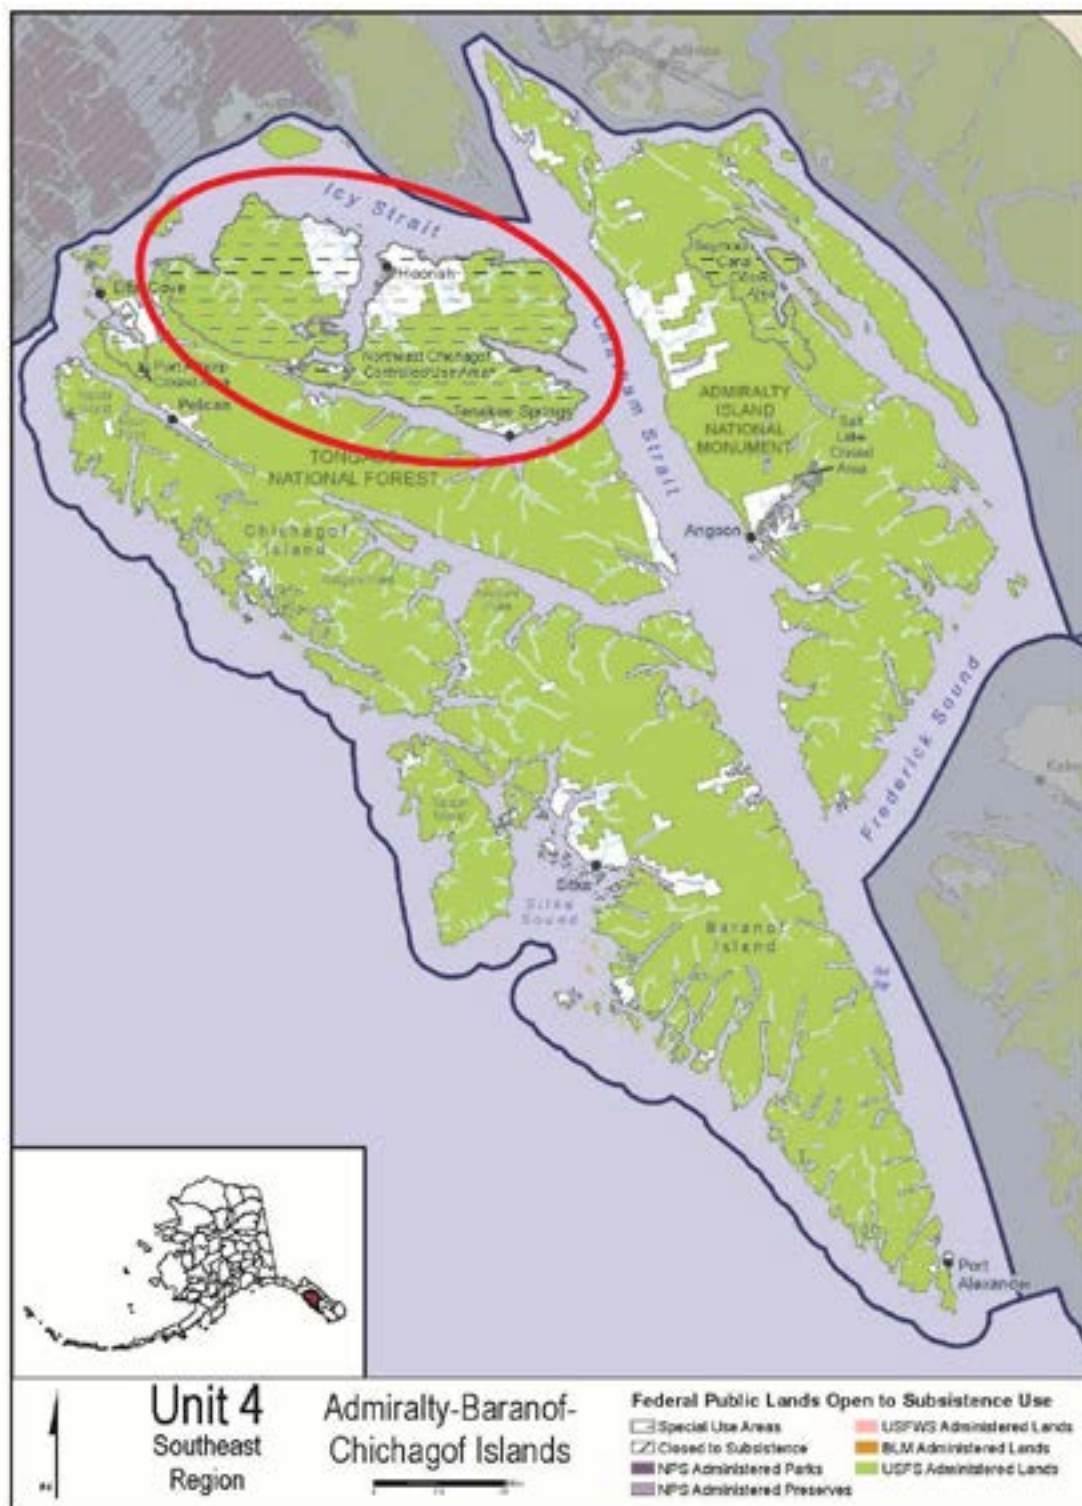 Icy Strait
Hoonah
Elfin Cove
Northeast Chichagof
Controlled Use Area
Pelican
Tenakee Springs
NATIONAL FOREST
Chatham Strait
Seymour
Canal
Area
ADMIRALTY
ISLAND
NATIONAL
MONUMENT
Salt
Lake
Closed
Area
Angoon
Chichagof
Island
Frederick Sound
Sitka
Sitka
Sound
Baranof
Island
Port
Alexander
Unit 4
Southeast
Region
Admiralty-Baranof-
Chichagof Islands
Federal Public Lands Open to Subsistence Use
Special Use Areas
Closed to Subsistence
NPS Administered Parks
NPS Administered Preserves
USFWS Administered Lands
BLM Administered Lands
USFS Administered Lands